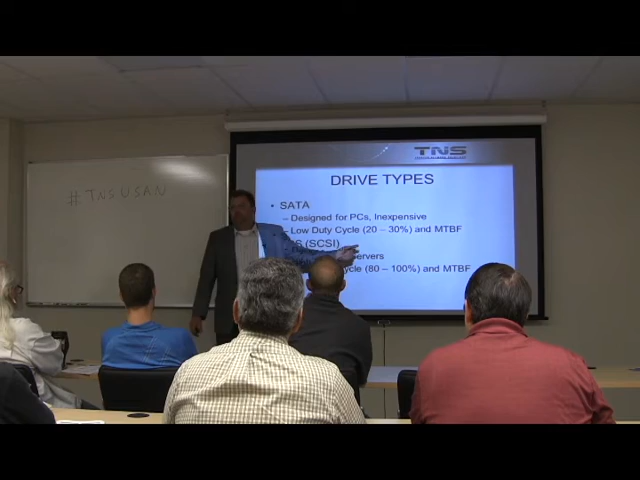 TNS
# TNSUSAN
DRIVE TYPES
• SATA
– Designed for PCs, Inexpensive
– Low Duty Cycle (20 – 30%) and MTBF
(SCSI)
servers
cycle (80 – 100%) and MTBF